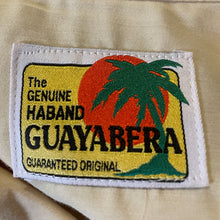 The
GENUINE
HABAND
GUAYABERA
GUARANTEED ORIGINAL